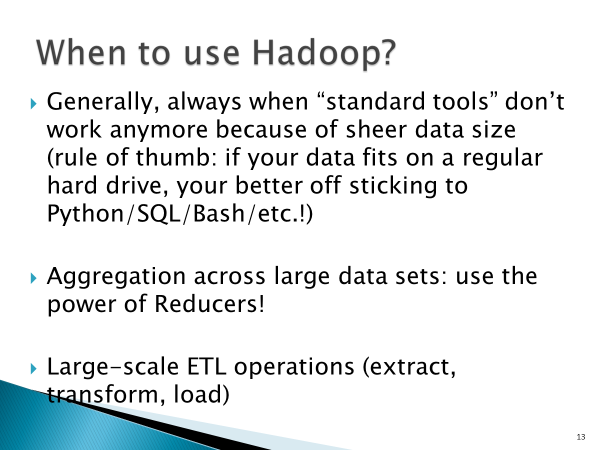 When to use Hadoop?
Generally, always when “standard tools” don’t
work anymore because of sheer data size
(rule of thumb: if your data fits on a regular
hard drive, your better off sticking to
Python/SQL/Bash/etc.!)
Aggregation across large data sets: use the
power of Reducers!
Large-scale ETL operations (extract,
transform, load)
13